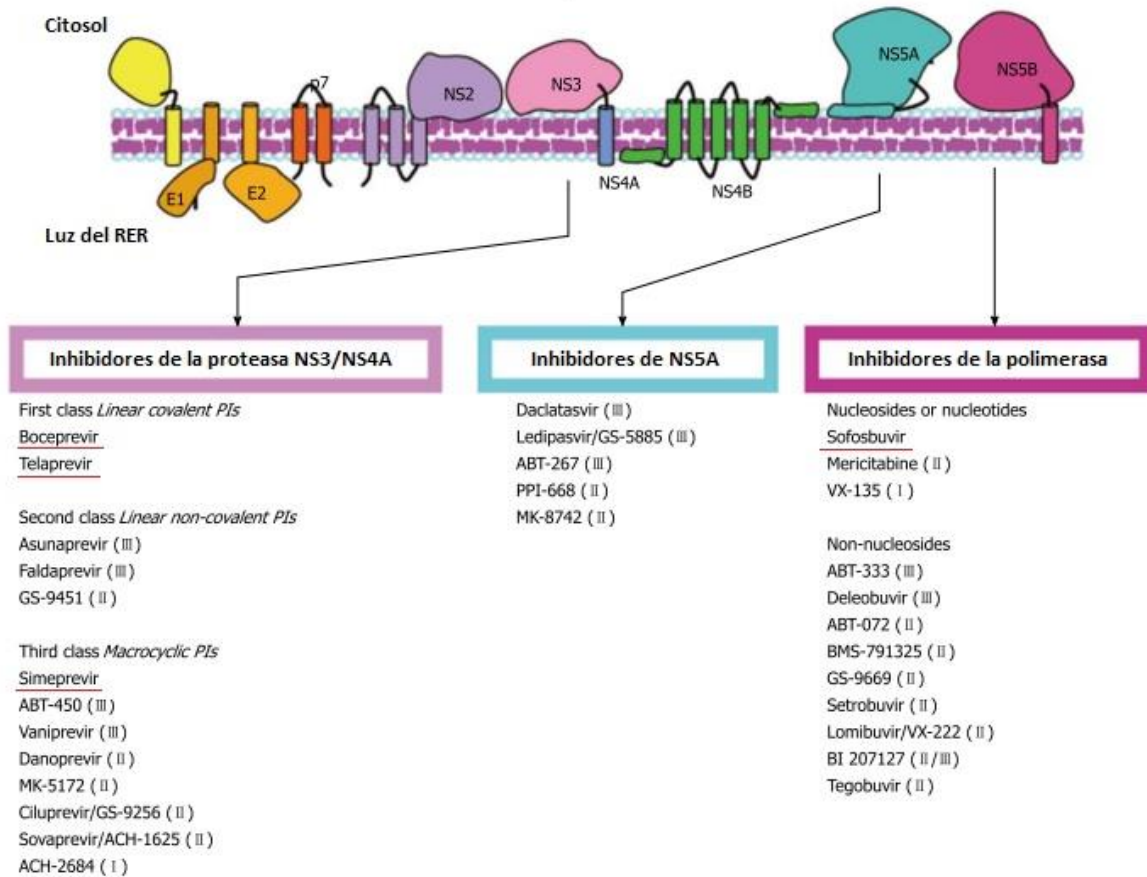 Citosol
p7
NS2
NS3
NS5A
NS5B
E1
E2
NS4A
NS4B
Luz del RER
Inhibidores de la proteasa NS3/NS4A
First class Linear covalent PIs
Boceprevir
Telaprevir
Second class Linear non-covalent PIs
Asunaprevir (Ⅲ)
Faldaprevir (Ⅲ)
GS-9451 (Ⅱ)
Third class Macrocyclic PIs
Simeprevir
ABT-450 (Ⅲ)
Vaniprevir (Ⅲ)
Danoprevir (Ⅱ)
MK-5172 (Ⅱ)
Ciluprevir/GS-9256 (Ⅱ)
Sovaprevir/ACH-1625 (Ⅱ)
ACH-2684 (Ⅰ)
Inhibidores de NS5A
Daclatasvir (Ⅲ)
Ledipasvir/GS-5885 (Ⅲ)
ABT-267 (Ⅲ)
PPI-668 (Ⅱ)
MK-8742 (Ⅱ)
Inhibidores de la polimerasa
Nucleosides or nucleotides
Sofosbuvir
Mericitabine (Ⅱ)
VX-135 (Ⅰ)
Non-nucleosides
ABT-333 (Ⅲ)
Deleobuvir (Ⅲ)
ABT-072 (Ⅱ)
BMS-791325 (Ⅱ)
GS-9669 (Ⅱ)
Setrobuvir (Ⅱ)
Lomibuvir/VX-222 (Ⅱ)
BI 207127 (Ⅱ/Ⅲ)
Tegobuvir (Ⅱ)